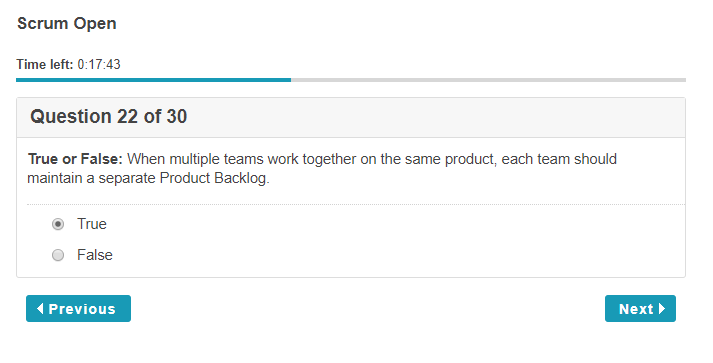 Scrum Open
Time left: 0:17:43
Question 22 of 30
True or False: When multiple teams work together on the same product, each team should
maintain a separate Product Backlog.
True
False
Previous
Next